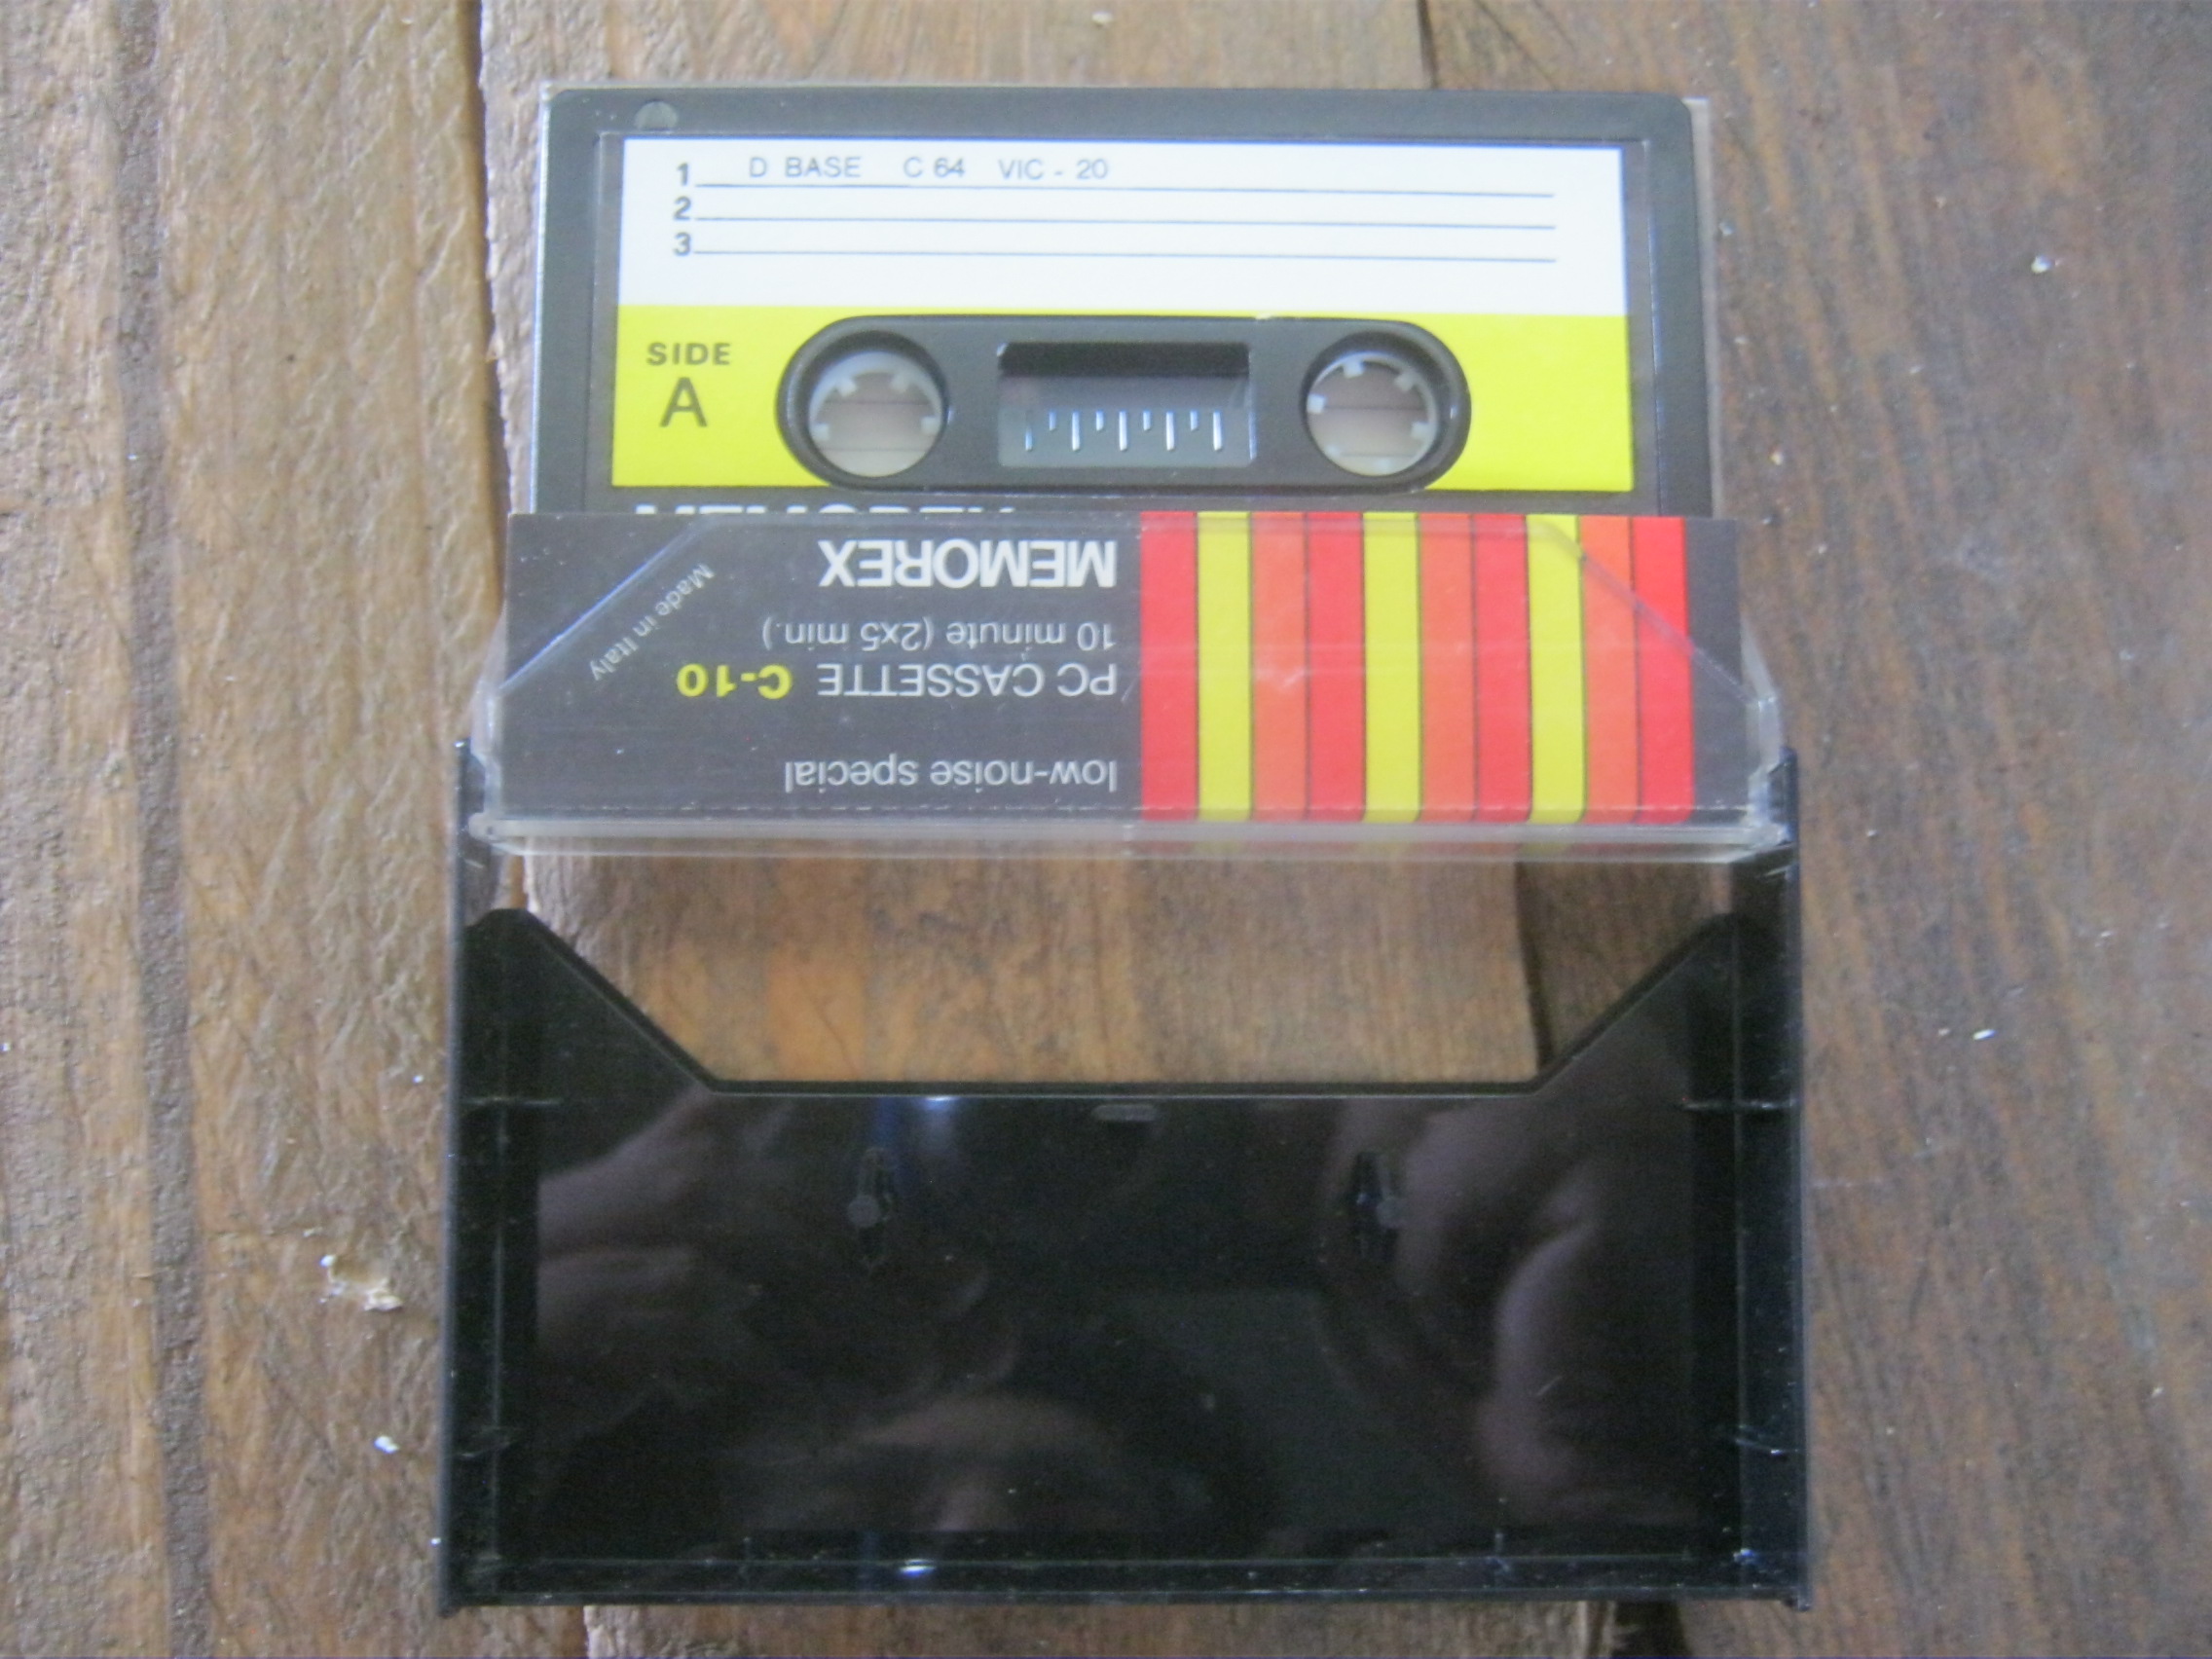 1 D BASE C 64 VIC - 20
2
3
SIDE
A
MEMOREX
MEMOREX
10 minute (2x5 min.)
PC CASSETTE C-10
low-noise special
Made in Italy